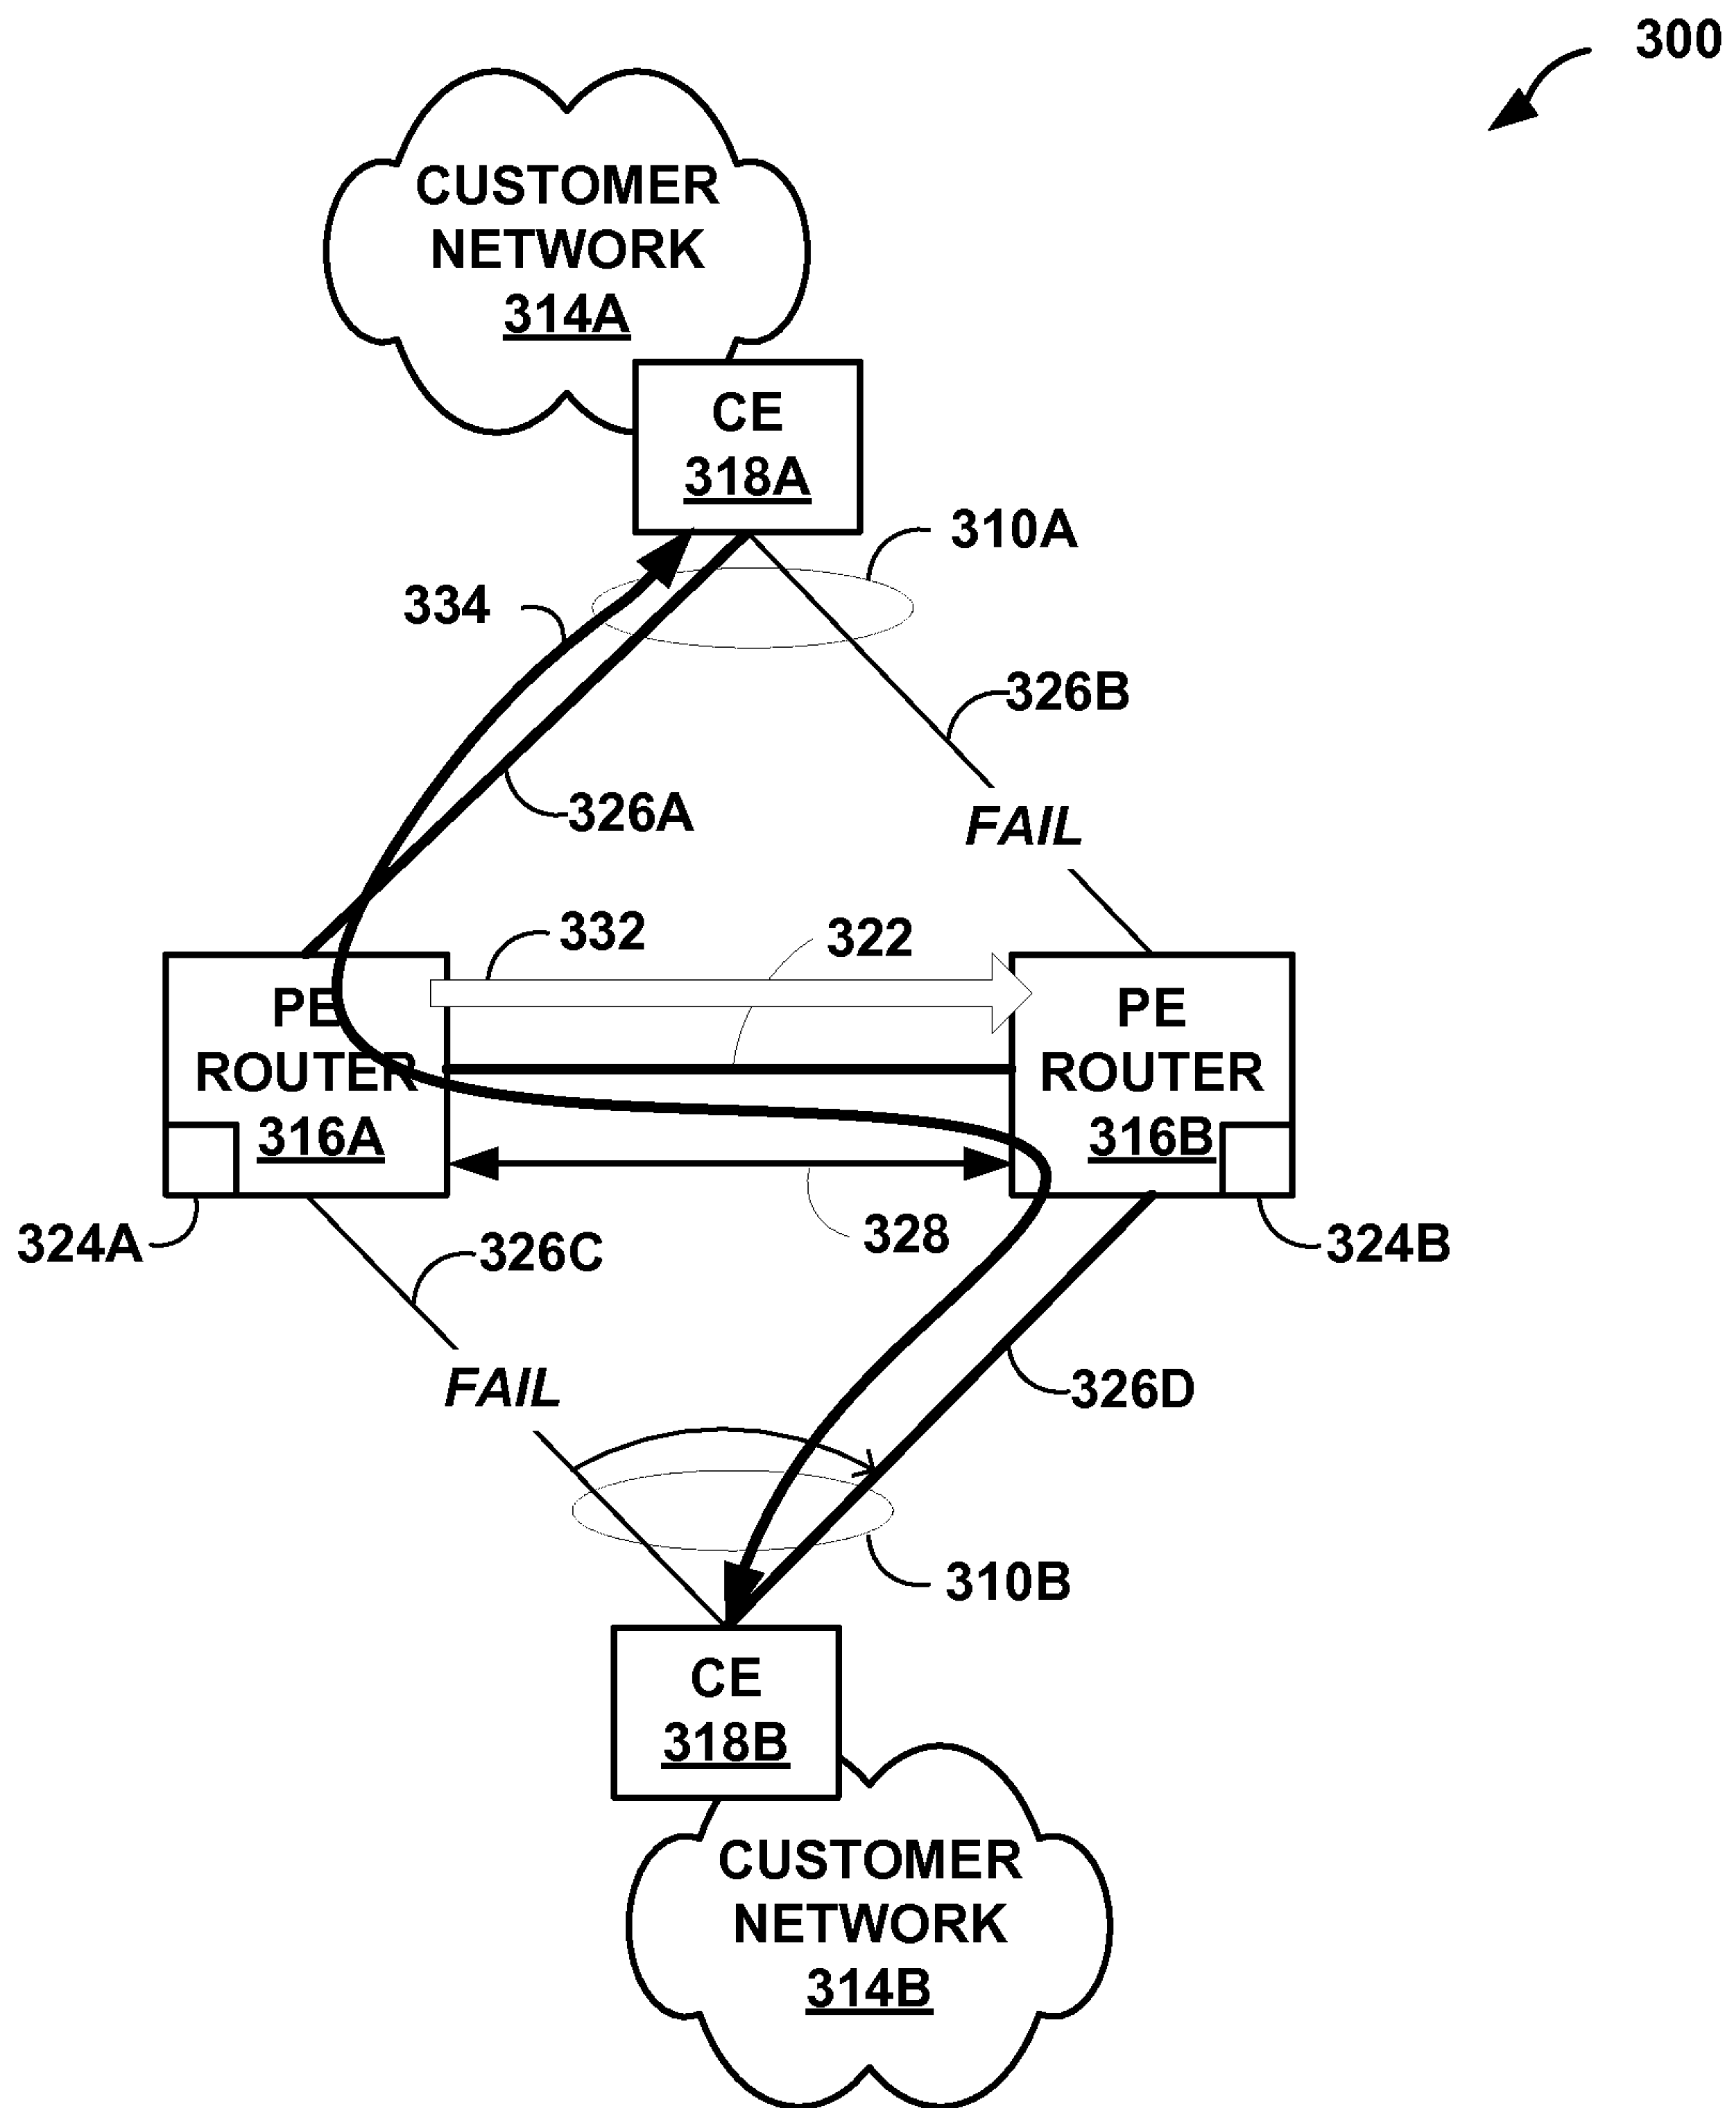 300
CUSTOMER
NETWORK
314A
CE
318A
310A
334
326B
326A
FAIL
332
322
PE
ROUTER
316A
PE
ROUTER
316B
324A
326C
328
324B
FAIL
326D
310B
CE
318B
CUSTOMER
NETWORK
314B